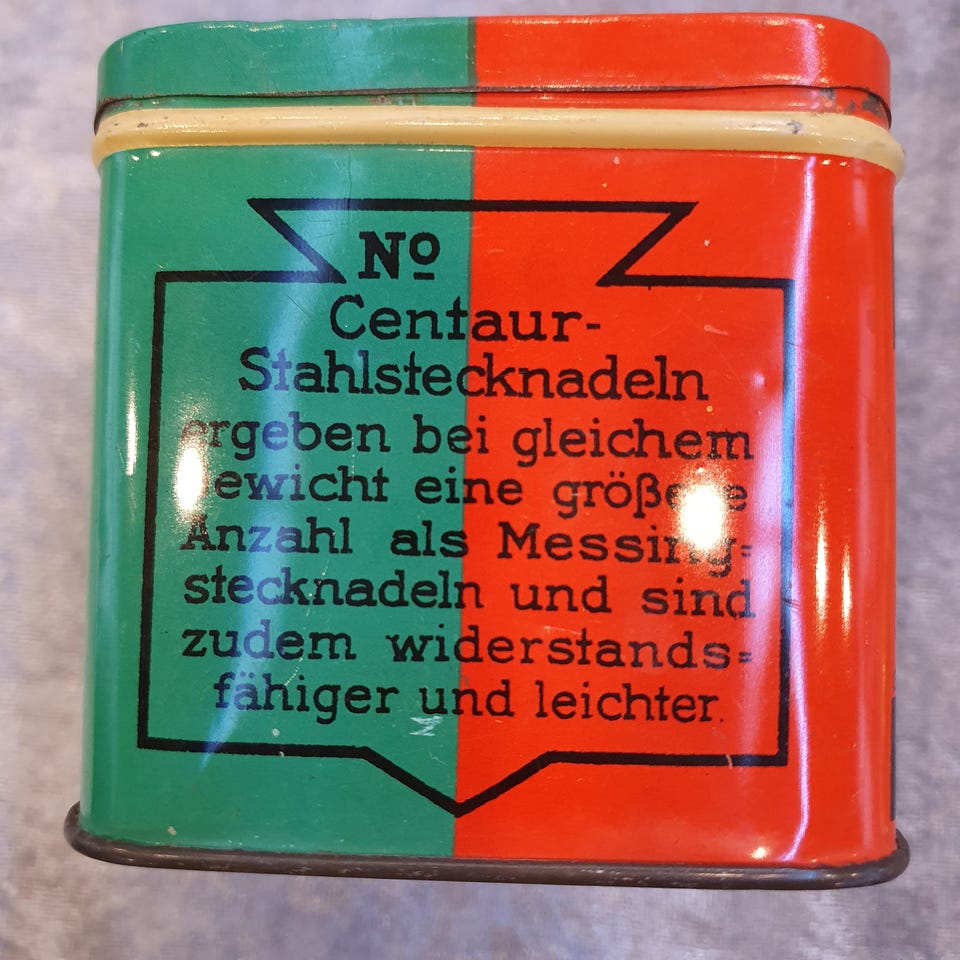 Nº
Centaur-
Stahlstecknadeln
ergeben bei gleichem
Gewicht eine größere
Anzahl als Messing-
stecknadeln und sind
zudem widerstands-
fähiger und leichter.